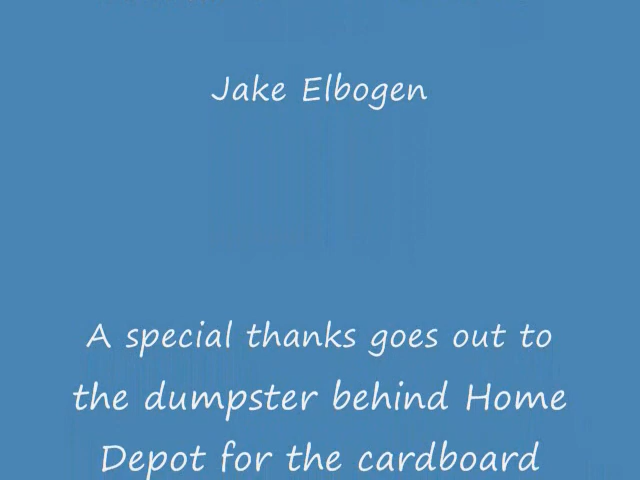 Jake Elbogen
A special thanks goes out to
the dumpster behind Home
Depot for the cardboard